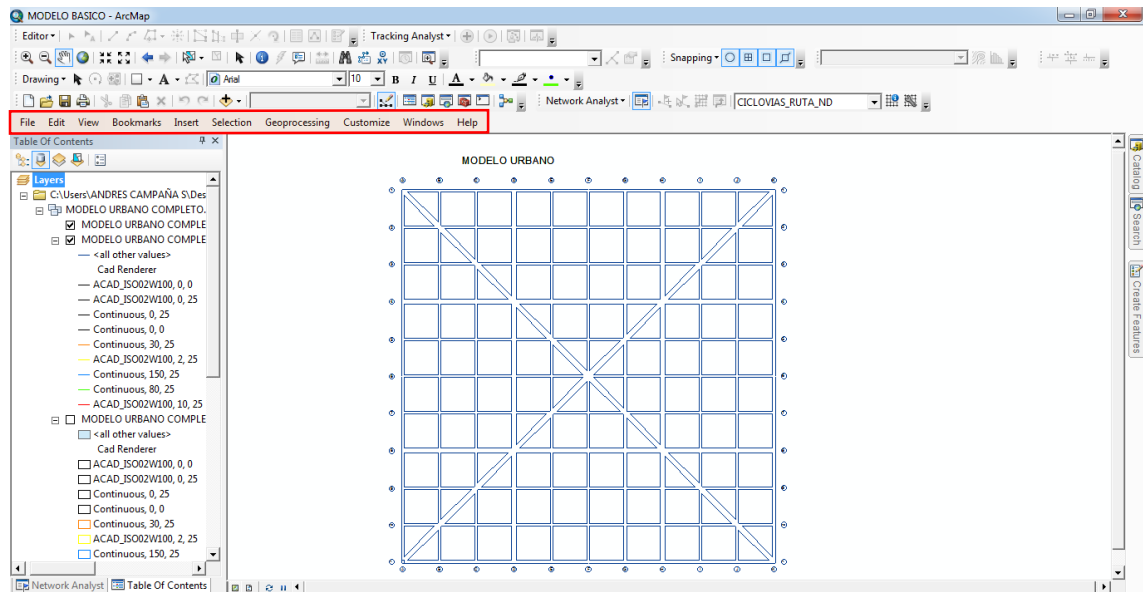 MODELO BASICO - ArcMap
Editor Tracking Analyst
Snapping
Drawing A Arial 10 B I U A
Network Analyst CICLOVIAS_RUTA_ND
File Edit View Bookmarks Insert Selection Geoprocessing Customize Windows Help
Table Of Contents
Layers
C:\Users\ANDRES CAMPAÑA S\Des
MODELO URBANO COMPLETO.
MODELO URBANO COMPLE
MODELO URBANO COMPLE
<all other values>
Cad Renderer
ACAD_ISO02W100, 0, 0
ACAD_ISO02W100, 0, 25
Continuous, 0, 25
Continuous, 0, 0
Continuous, 30, 25
ACAD_ISO02W100, 2, 25
Continuous, 150, 25
Continuous, 80, 25
ACAD_ISO02W100, 10, 25
MODELO URBANO COMPLE
<all other values>
Cad Renderer
ACAD_ISO02W100, 0, 0
ACAD_ISO02W100, 0, 25
Continuous, 0, 25
Continuous, 0, 0
Continuous, 30, 25
ACAD_ISO02W100, 2, 25
Continuous, 150, 25
Network Analyst Table Of Contents
MODELO URBANO
Catalog
Search
Create Features